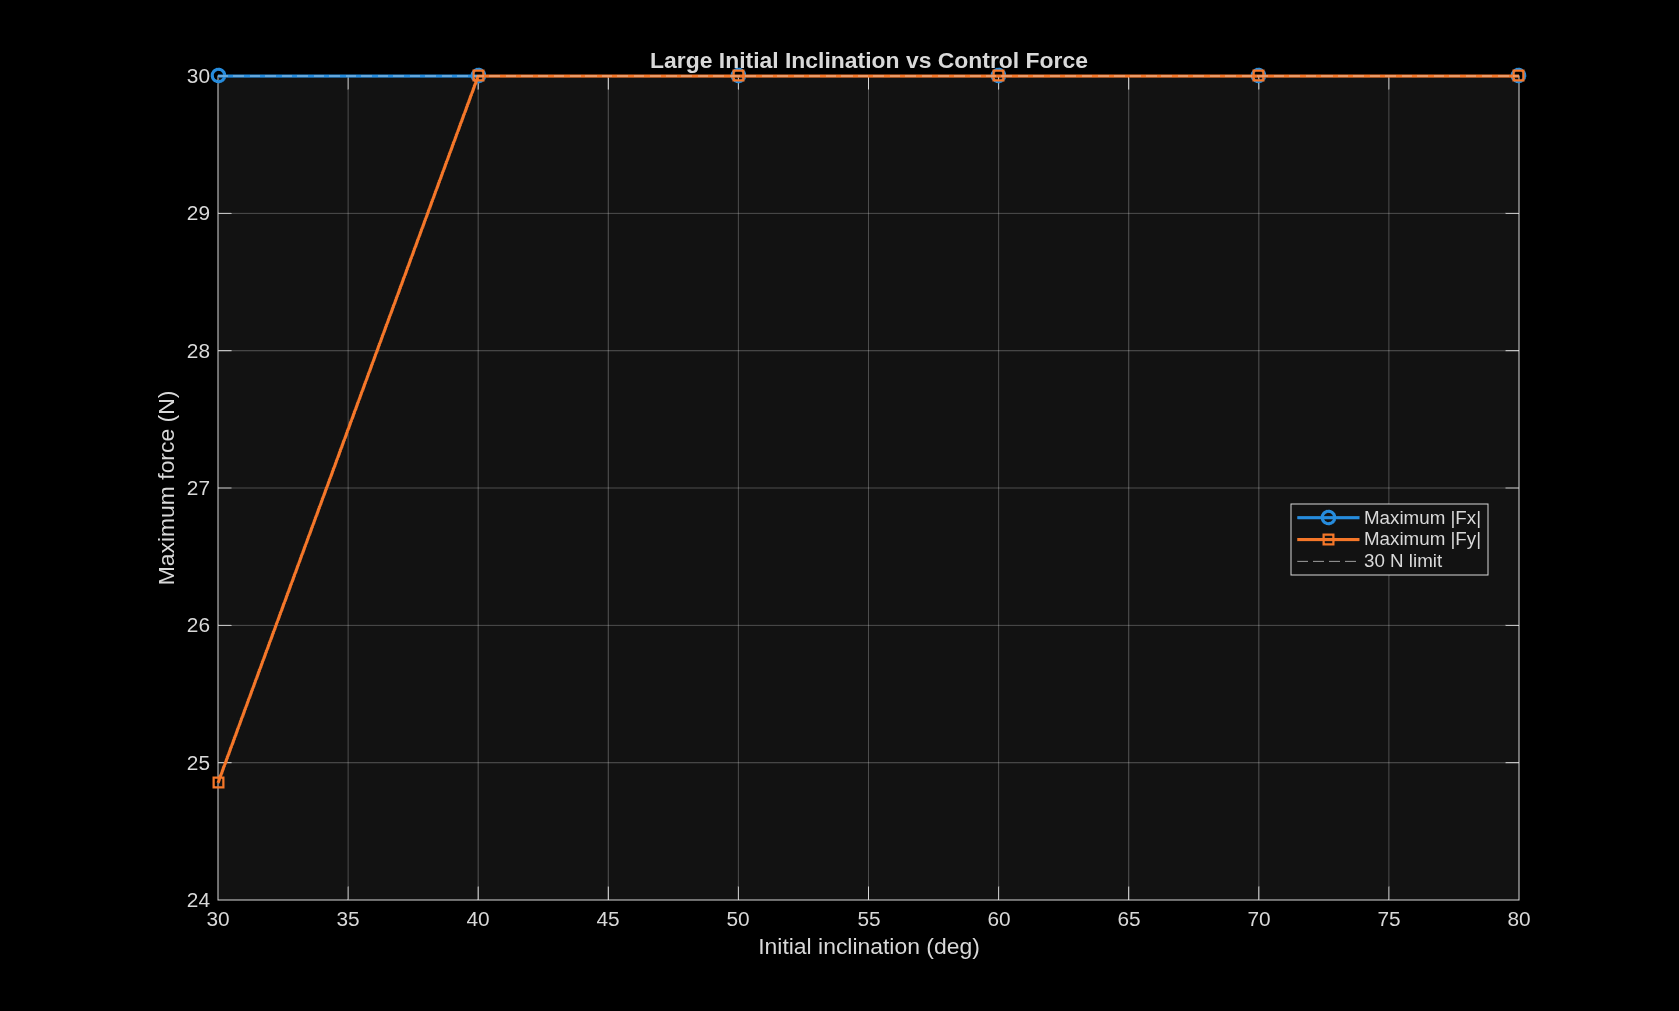 Large Initial Inclination vs Control Force
30
29
28
27
26
25
24
Maximum force (N)
30 35 40 45 50 55 60 65 70 75 80
Initial inclination (deg)
Maximum |Fx|
Maximum |Fy|
30 N limit